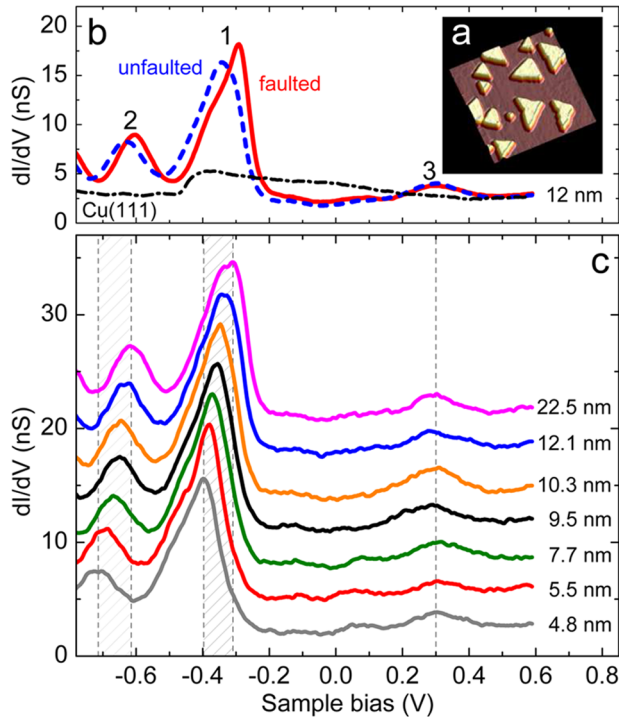 20
15
10
5
0
dI/dV (nS)
b
1
a
unfaulted
faulted
2
3
12 nm
Cu(111)
30
20
10
0
dI/dV (nS)
c
22.5 nm
12.1 nm
10.3 nm
9.5 nm
7.7 nm
5.5 nm
4.8 nm
-0.6 -0.4 -0.2 0.0 0.2 0.4 0.6 0.8
Sample bias (V)